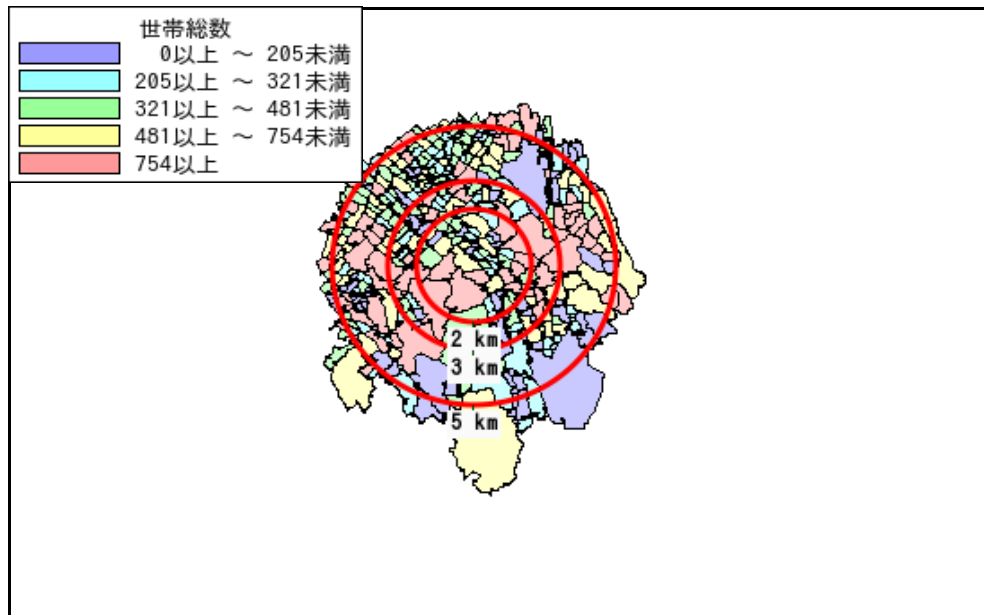 世帯総数
0以上 ～ 205未満
205以上 ～ 321未満
321以上 ～ 481未満
481以上 ～ 754未満
754以上
2 km
3 km
5 km